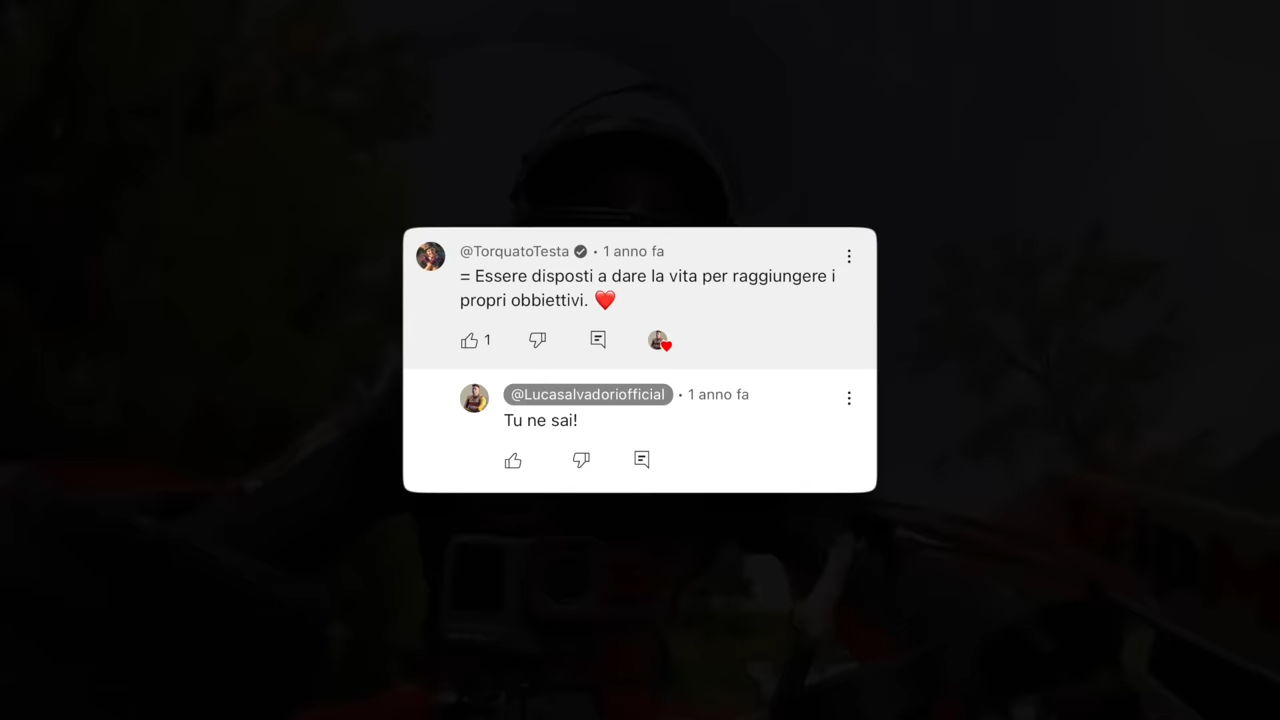 @TorquatoTesta • 1 anno fa
= Essere disposti a dare la vita per raggiungere i
propri obbiettivi. ❤️
1
@Lucasalvadoriofficial • 1 anno fa
Tu ne sai!